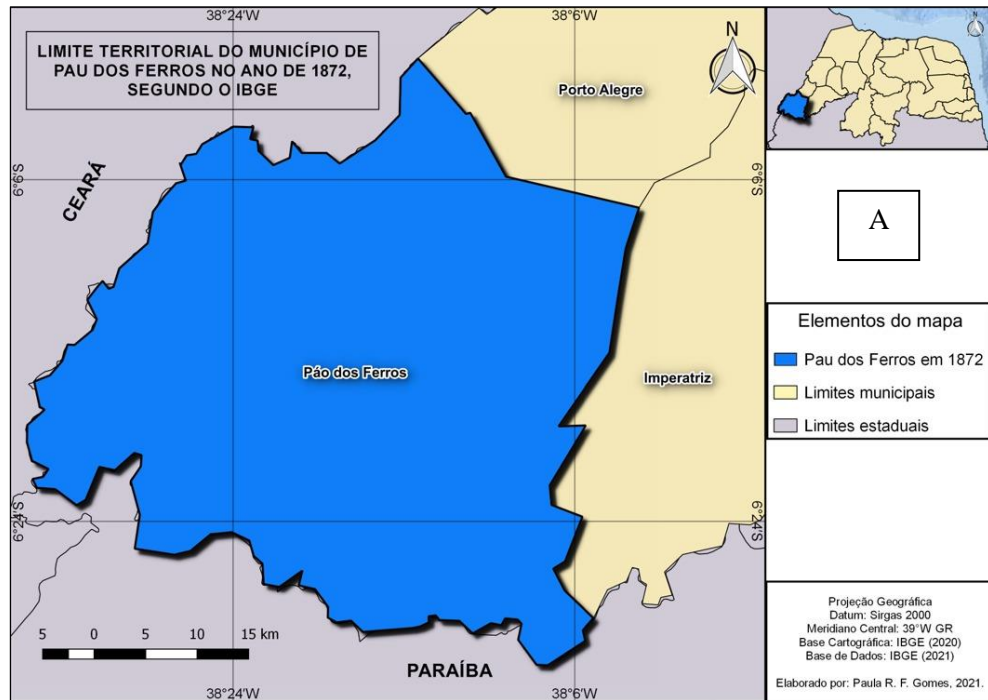 38°24'W
38°6'W
LIMITE TERRITORIAL DO MUNICÍPIO DE
PAU DOS FERROS NO ANO DE 1872,
SEGUNDO O IBGE
N
N
Porto Alegre
CEARÁ
6°6'S
6°6'S
A
Elementos do mapa
Pau dos Ferros em 1872
Limites municipais
Limites estaduais
Páo dos Ferros
Imperatriz
6°24'S
6°24'S
5 0 5 10 15 km
PARAÍBA
38°24'W
38°6'W
Projeção Geográfica
Datum: Sirgas 2000
Meridiano Central: 39°W GR
Base Cartográfica: IBGE (2020)
Base de Dados: IBGE (2021)
Elaborado por: Paula R. F. Gomes, 2021.